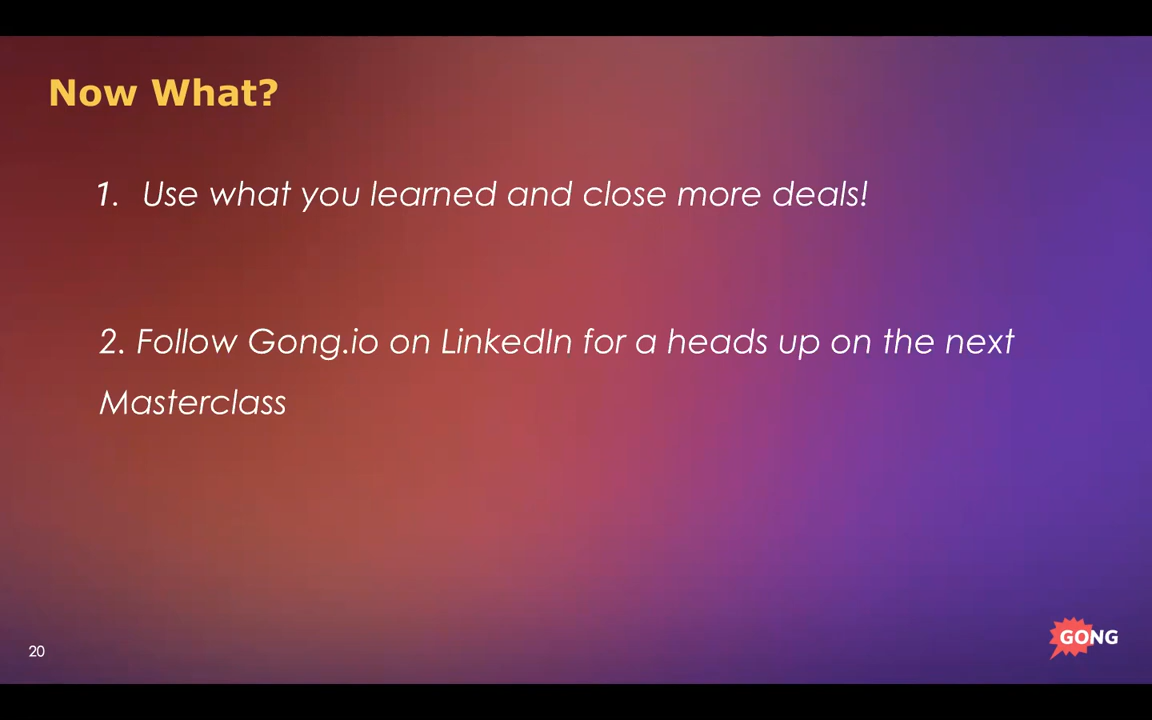 Now What?
1. Use what you learned and close more deals!
2. Follow Gong.io on LinkedIn for a heads up on the next
Masterclass
20
GONG